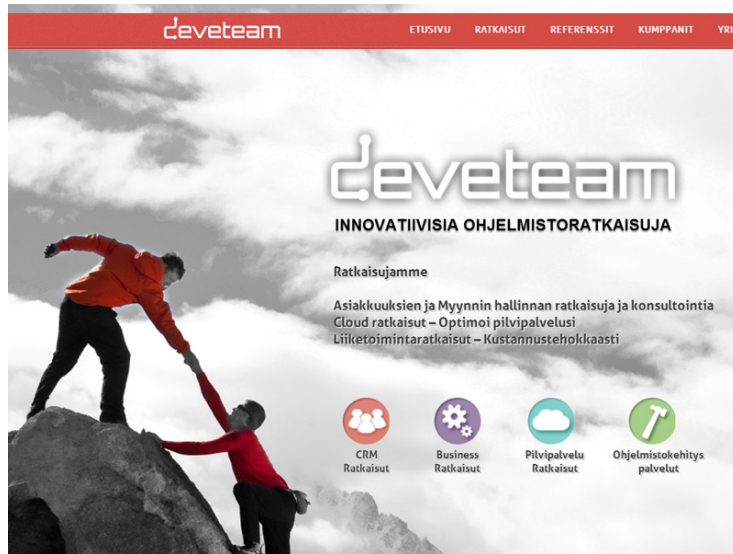 deveteam
ETUSIVU RATKAISUT REFERENSSIT KUMPPANIT YRI
deveteam
INNOVATIIVISIA OHJELMISTORATKAISUJA
Ratkaisujamme
Asiakkuuksien ja Myynnin hallinnan ratkaisuja ja konsultointia
Cloud ratkaisut – Optimoi pilvipalvelusi
Liiketoimintaratkaisut – Kustannustehokkaasti
CRM
Ratkaisut
Business
Ratkaisut
Pilvipalvelu
Ratkaisut
Ohjelmistokehitys
palvelut